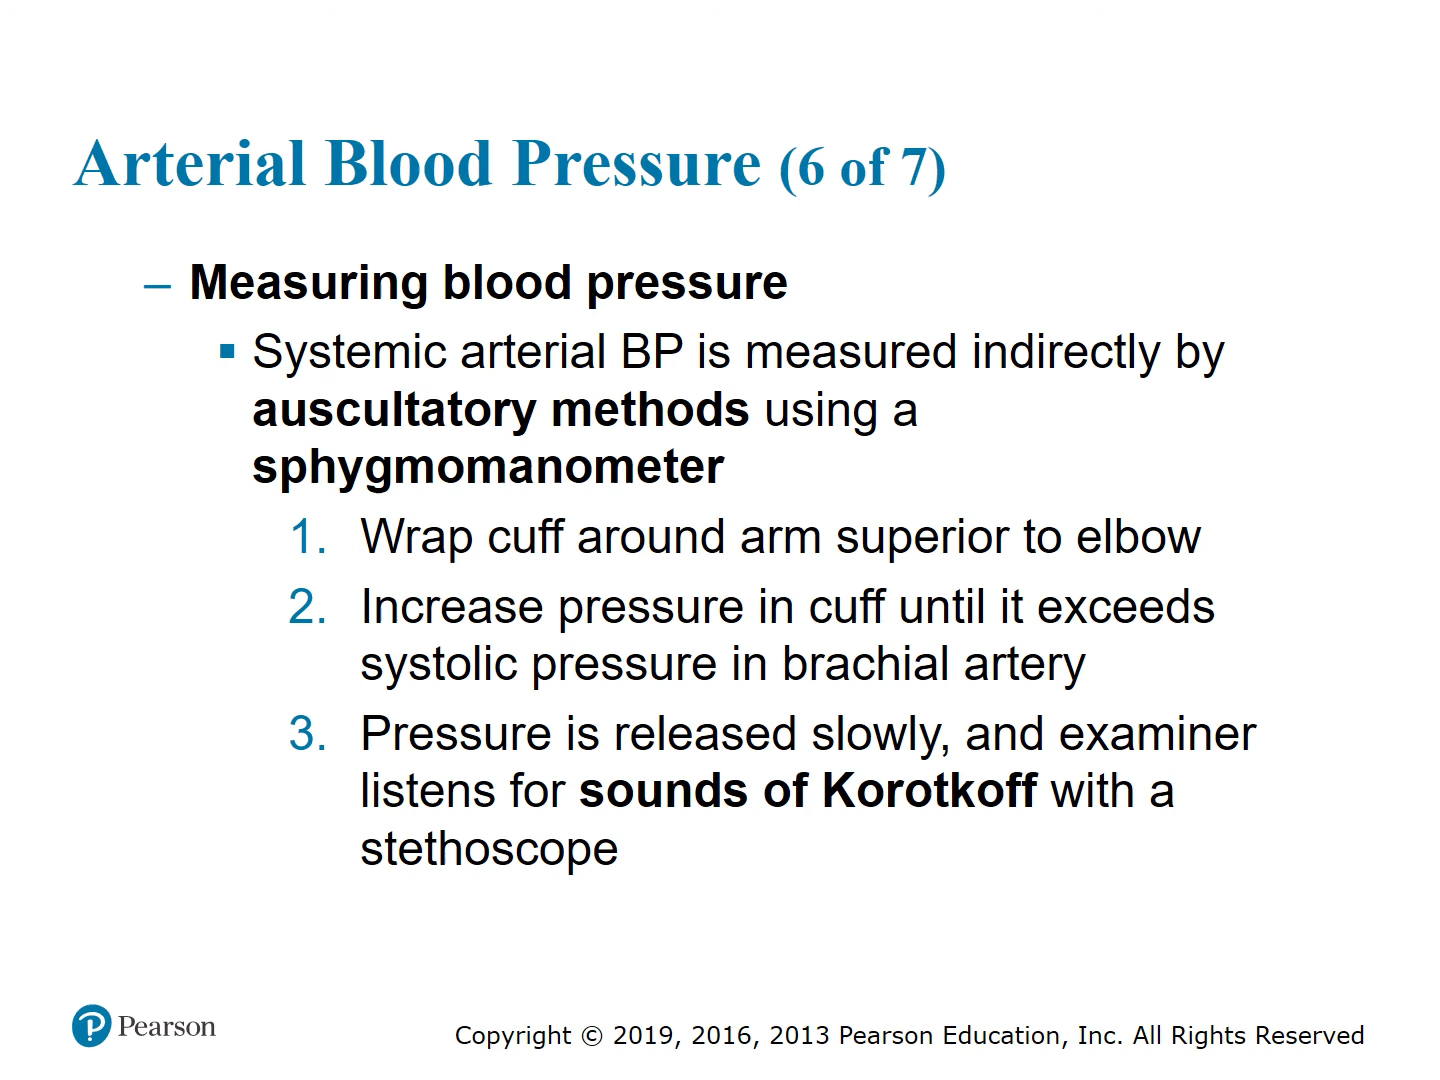 Arterial Blood Pressure (6 of 7)
– Measuring blood pressure
▪ Systemic arterial BP is measured indirectly by
auscultatory methods using a
sphygmomanometer
1. Wrap cuff around arm superior to elbow
2. Increase pressure in cuff until it exceeds
systolic pressure in brachial artery
3. Pressure is released slowly, and examiner
listens for sounds of Korotkoff with a
stethoscope
Pearson
Copyright © 2019, 2016, 2013 Pearson Education, Inc. All Rights Reserved